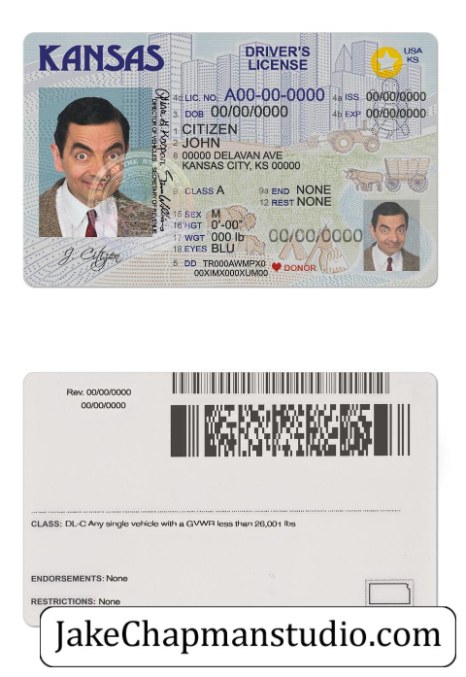 KANSAS
DRIVER'S
LICENSE
USA
KS
4d LIC. NO. A00-00-0000 4a ISS 00/00/0000
3. DOB 00/00/0000 4b EXP 00/00/0000
1 CITIZEN
2 JOHN
8 00000 DELAVAN AVE
KANSAS CITY, KS 00000
9 CLASS A 9a END NONE
12 REST NONE
15 SEX M
16 HGT 0'-00"
17 WGT 000 lb 00/00/0000
18 EYES BLU
5 DD TR000AWMPX0 DONOR
00XIMX000XUM00
J. Citizen
Rev. 00/00/0000
00/00/0000
CLASS: DL-C Any single vehicle with a GVWR less than 26,001 lbs
ENDORSEMENTS: None
RESTRICTIONS: None
JakeChapmanstudio.com